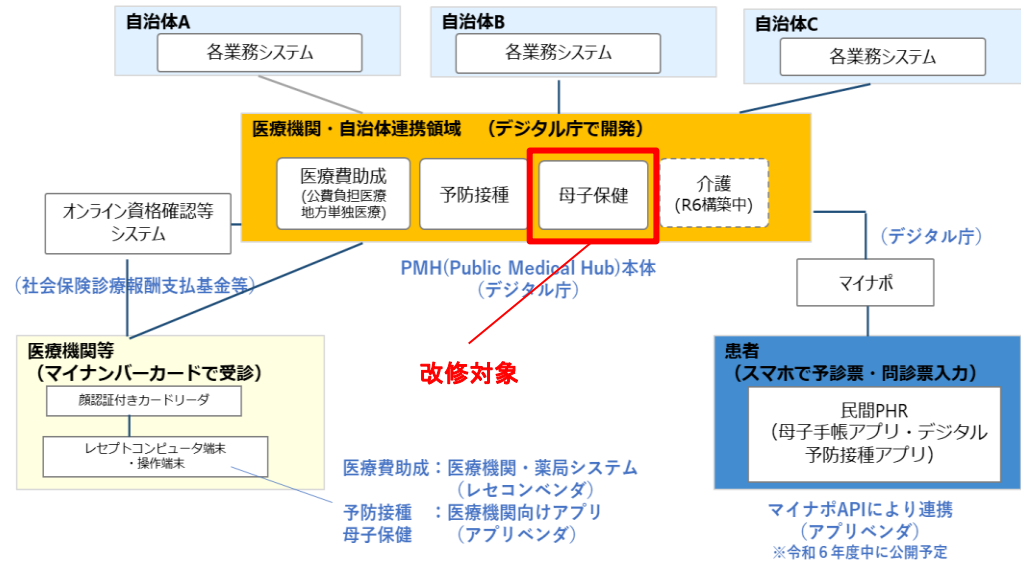 自治体A
各業務システム
自治体B
各業務システム
自治体C
各業務システム
医療機関・自治体連携領域　（デジタル庁で開発）
医療費助成
(公費負担医療
地方単独医療)
予防接種
母子保健
介護
(R6構築中)
オンライン資格確認等
システム
（社会保険診療報酬支払基金等）
PMH(Public Medical Hub)本体
（デジタル庁）
（デジタル庁）
マイナポ
改修対象
医療機関等
（マイナンバーカードで受診）
顔認証付きカードリーダ
レセプトコンピュータ端末
・操作端末
患者
（スマホで予診票・問診票入力）
民間PHR
（母子手帳アプリ・デジタル
予防接種アプリ）
医療費助成：医療機関・薬局システム
（レセコンベンダ）
予防接種　：医療機関向けアプリ
母子保健　　（アプリベンダ）
マイナポAPIにより連携
（アプリベンダ）
※令和６年度中に公開予定